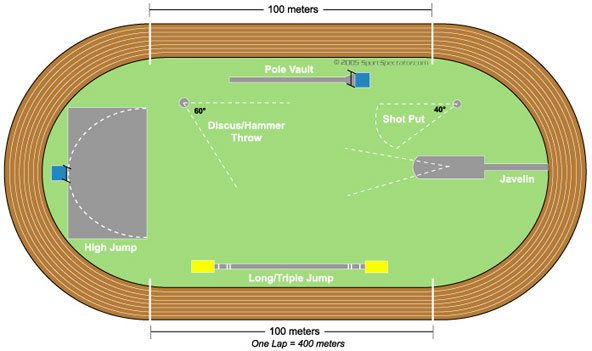 100 meters
© 2005 SportSpectator.com
Pole Vault
60°
40°
Discus/Hammer
Throw
Shot Put
Javelin
High Jump
Long/Triple Jump
100 meters
One Lap = 400 meters